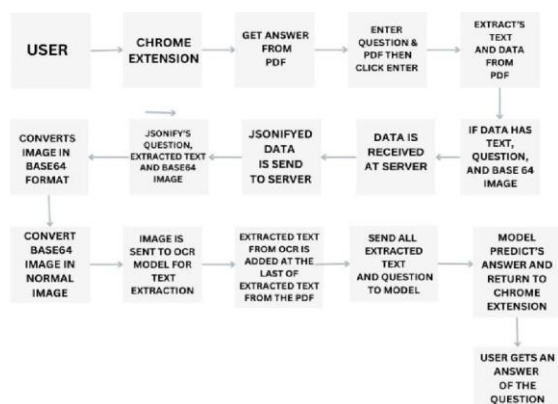 USER
CHROME
EXTENSION
GET ANSWER
FROM
PDF
ENTER
QUESTION &
PDF THEN
CLICK ENTER
EXTRACT'S
TEXT
AND DATA
FROM
PDF
CONVERTS
IMAGE IN
BASE64
FORMAT
JSONIFY'S
QUESTION,
EXTRACTED TEXT
AND BASE64
IMAGE
JSONIFYED
DATA
IS SEND
TO SERVER
DATA IS
RECEIVED
AT SERVER
IF DATA HAS
TEXT,
QUESTION,
AND BASE 64
IMAGE
CONVERT
BASE64
IMAGE IN
NORMAL
IMAGE
IMAGE IS
SENT TO OCR
MODEL FOR
TEXT
EXTRACTION
EXTRACTED TEXT
FROM OCR IS
ADDED AT THE
LAST OF
EXTRACTED TEXT
FROM THE PDF
SEND ALL
EXTRACTED
TEXT
AND QUESTION
TO MODEL
MODEL
PREDICT'S
ANSWER AND
RETURN TO
CHROME
EXTENSION
USER GETS AN
ANSWER
OF THE
QUESTION